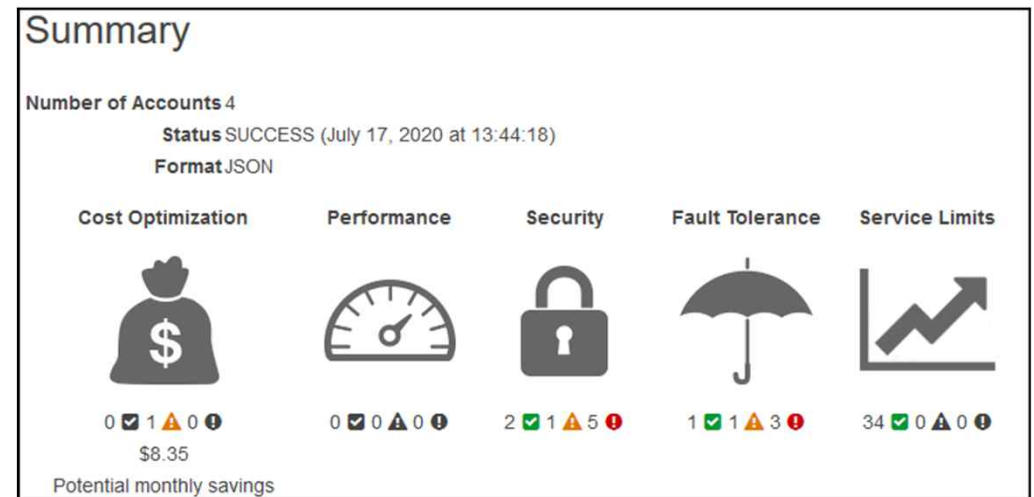 Summary
Number of Accounts 4
Status SUCCESS (July 17, 2020 at 13:44:18)
Format JSON
Cost Optimization Performance Security Fault Tolerance Service Limits
$
0 1 0 0 0 0 2 1 5 1 1 3 34 0 0
$8.35
Potential monthly savings